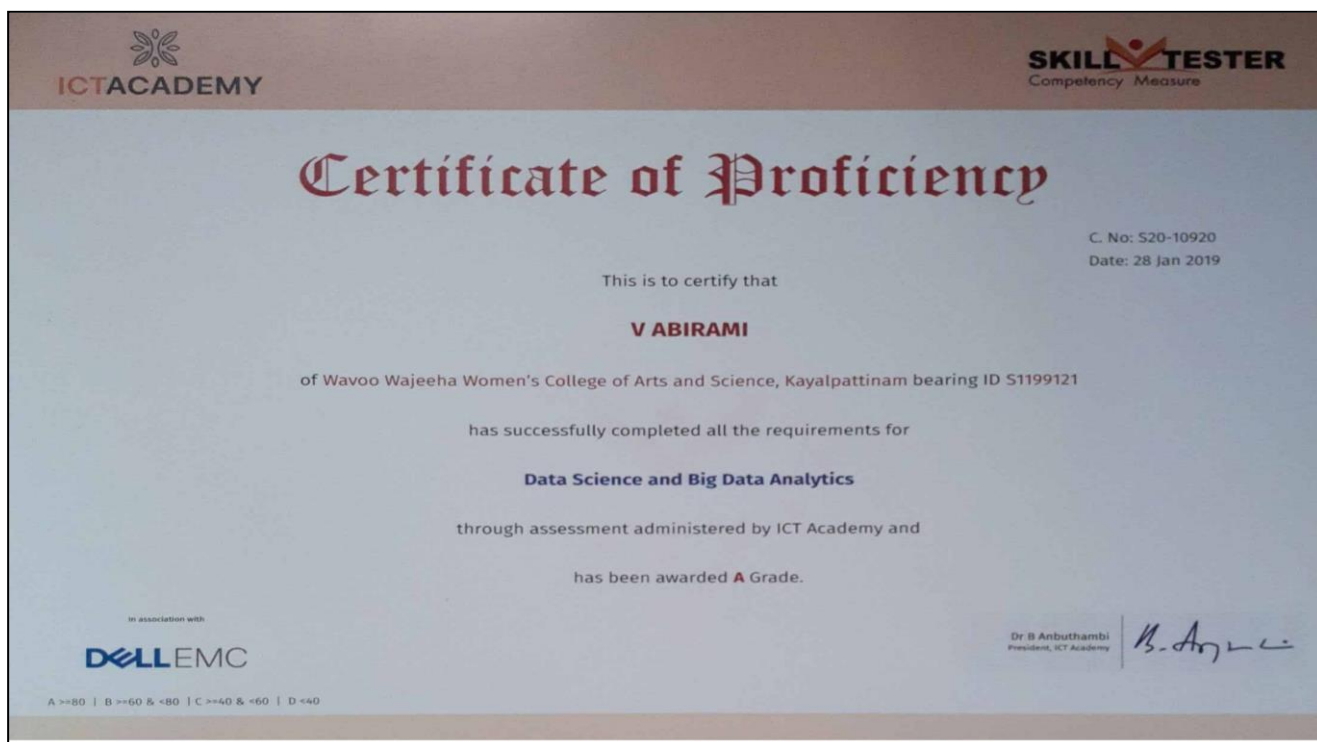 ICTACADEMY
SKILL TESTER
Competency Measure
Certificate of Proficiency
C. No: S20-10920
Date: 28 Jan 2019
This is to certify that
V ABIRAMI
of Wavoo Wajeeha Women's College of Arts and Science, Kayalpattinam bearing ID S1199121
has successfully completed all the requirements for
Data Science and Big Data Analytics
through assessment administered by ICT Academy and
has been awarded A Grade.
in association with
DELLEMC
Dr B Anbuthambi
President, ICT Academy
A >=80 | B >=60 & <80 | C >=40 & <60 | D <40